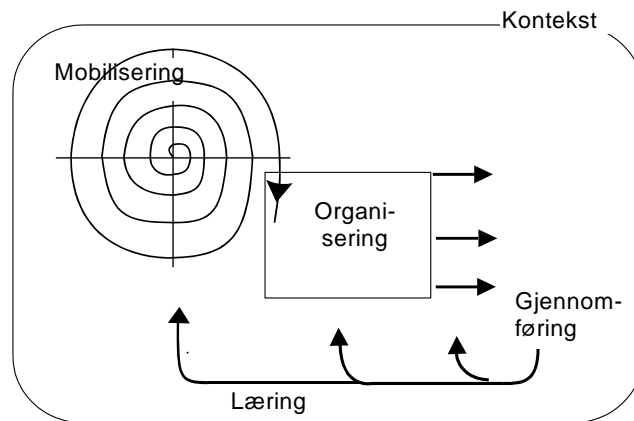 Kontekst
Mobilisering
Organi-
sering
Gjennom-
føring
Læring